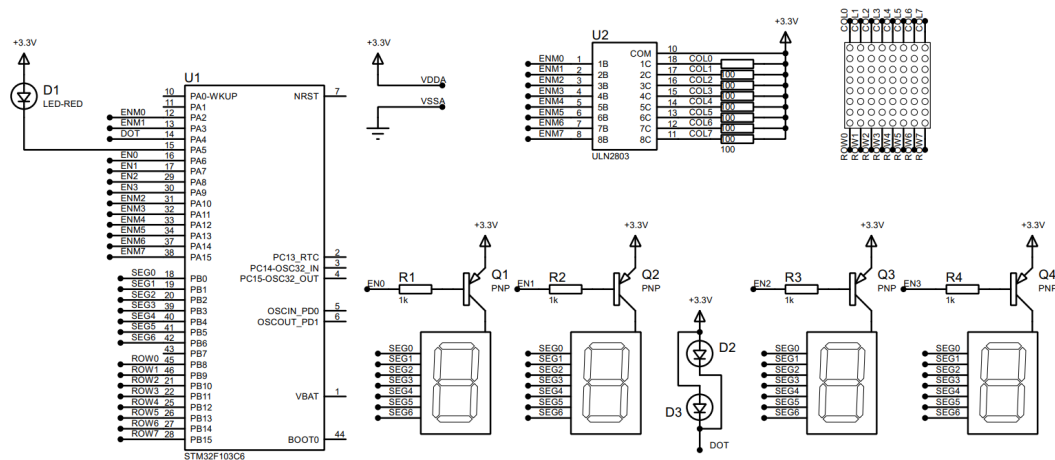 +3.3V
D1
LED-RED
U1
10 PA0-WKUP
11 PA1
ENM0 12 PA2
ENM1 13 PA3
DOT 14 PA4
15 PA5
EN0 16 PA6
EN1 17 PA7
EN2 29 PA8
EN3 30 PA9
ENM2 31 PA10
ENM3 32 PA11
ENM4 33 PA12
ENM5 34 PA13
ENM6 37 PA14
ENM7 38 PA15
SEG0 18 PB0
SEG1 19 PB1
SEG2 20 PB2
SEG3 39 PB3
SEG4 40 PB4
SEG5 41 PB5
SEG6 42 PB6
43 PB7
ROW0 45 PB8
ROW1 46 PB9
ROW2 21 PB10
ROW3 22 PB11
ROW4 25 PB12
ROW5 26 PB13
ROW6 27 PB14
ROW7 28 PB15
NRST 7
PC13_RTC 2
PC14-OSC32_IN 3
PC15-OSC32_OUT 4
OSCIN_PD0 5
OSCOUT_PD1 6
VBAT 1
BOOT0 44
STM32F103C6
+3.3V
VDDA
VSSA
U2
+3.3V
COM 10
ENM0 1 1B 1C 18 COL0
ENM1 2 2B 2C 17 COL1 100
ENM2 3 3B 3C 16 COL2 100
ENM3 4 4B 4C 15 COL3 100
ENM4 5 5B 5C 14 COL4 100
ENM5 6 6B 6C 13 COL5 100
ENM6 7 7B 7C 12 COL6 100
ENM7 8 8B 8C 11 COL7 100
100
ULN2803
COL0 COL1 COL2 COL3 COL4 COL5 COL6 COL7
ROW0 ROW1 ROW2 ROW3 ROW4 ROW5 ROW6 ROW7
+3.3V
EN0 R1 Q1
1k PNP
SEG0
SEG1
SEG2
SEG3
SEG4
SEG5
SEG6
+3.3V
EN1 R2 Q2
1k PNP
SEG0
SEG1
SEG2
SEG3
SEG4
SEG5
SEG6
+3.3V
D2
D3
DOT
+3.3V
EN2 R3 Q3
1k PNP
SEG0
SEG1
SEG2
SEG3
SEG4
SEG5
SEG6
+3.3V
EN3 R4 Q4
1k PNP
SEG0
SEG1
SEG2
SEG3
SEG4
SEG5
SEG6